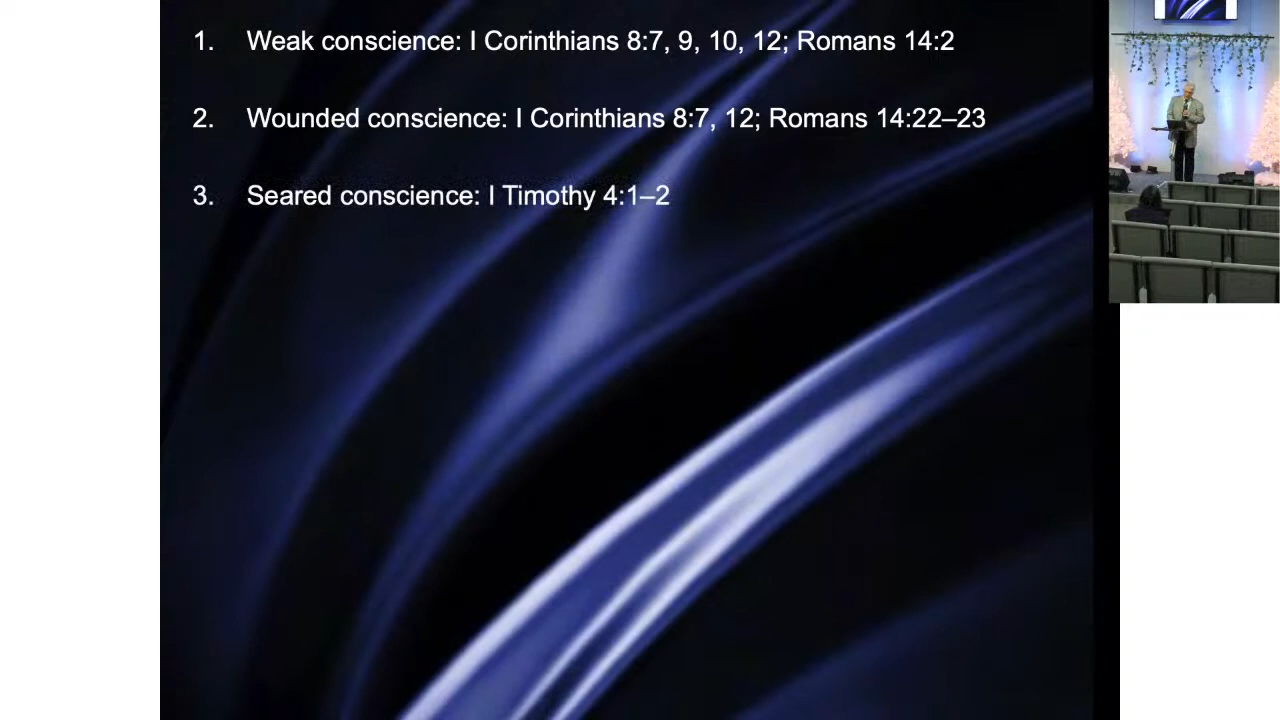 1. Weak conscience: I Corinthians 8:7, 9, 10, 12; Romans 14:2
2. Wounded conscience: I Corinthians 8:7, 12; Romans 14:22–23
3. Seared conscience: I Timothy 4:1–2